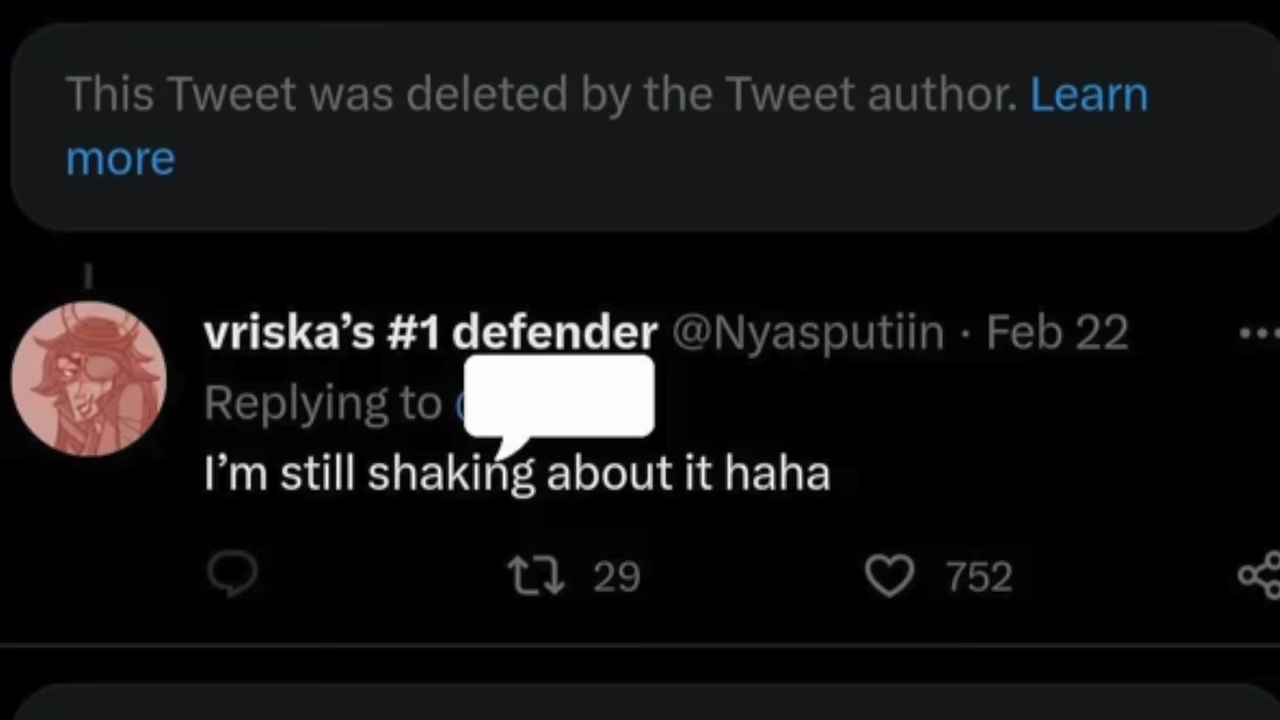 This Tweet was deleted by the Tweet author. Learn
more
vriska’s #1 defender @Nyasputiin · Feb 22
Replying to
I’m still shaking about it haha
29 752